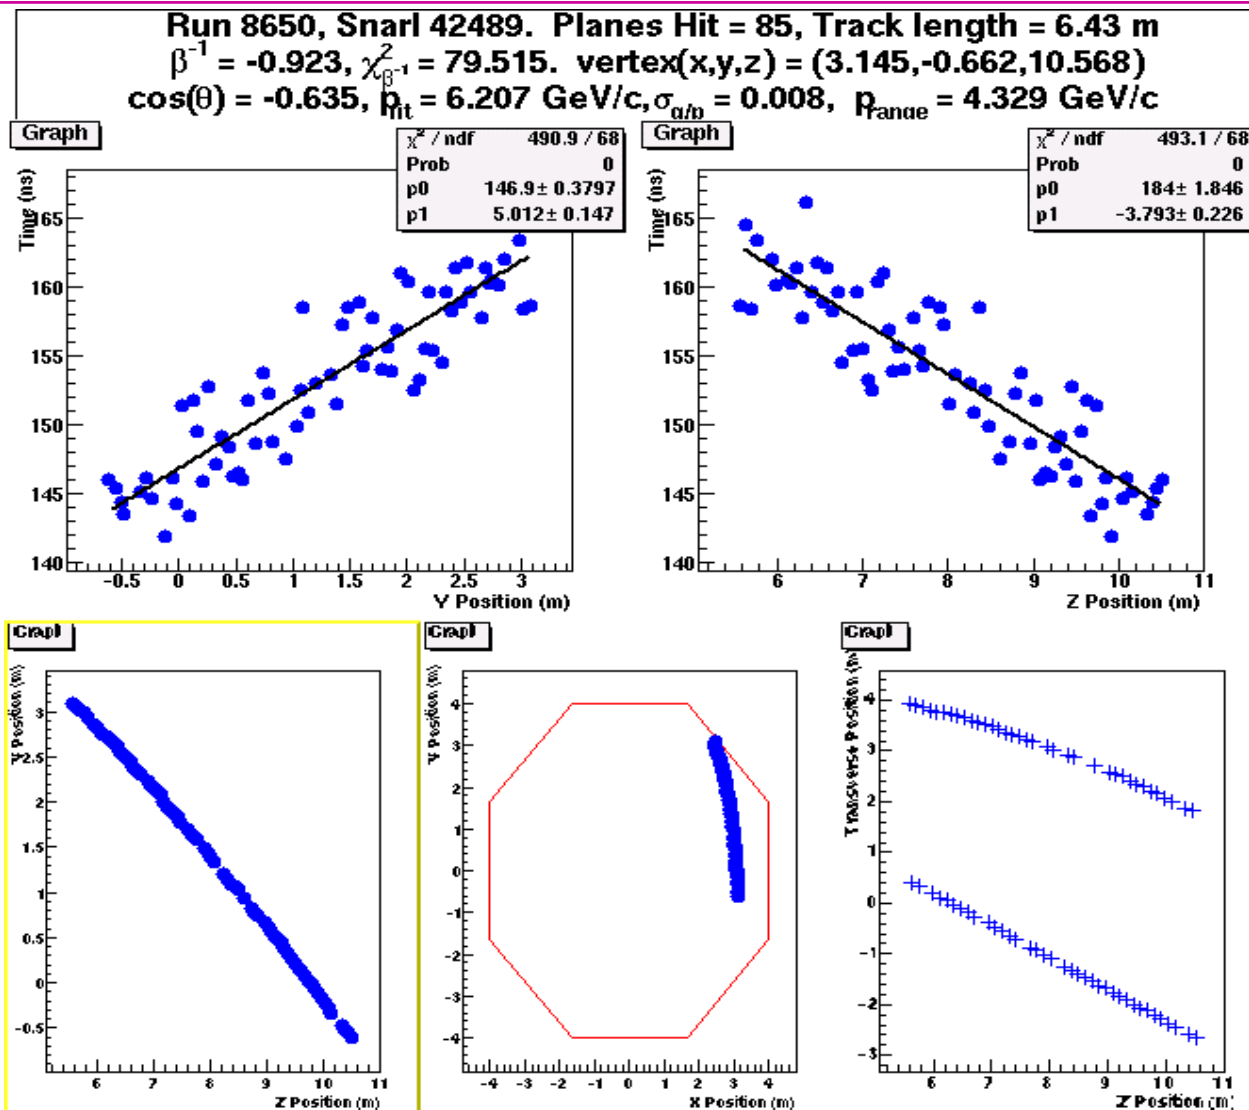 Run 8650, Snarl 42489. Planes Hit = 85, Track length = 6.43 m
β⁻¹ = -0.923, χ²β⁻¹ = 79.515. vertex(x,y,z) = (3.145,-0.662,10.568)
cos(θ) = -0.635, pfit = 6.207 GeV/c, σq/p = 0.008, prange = 4.329 GeV/c
Graph
χ² / ndf 490.9 / 68
Prob 0
p0 146.9± 0.3797
p1 5.012± 0.147
Time (ns)
165
160
155
150
145
140
-0.5 0 0.5 1 1.5 2 2.5 3
Y Position (m)
Graph
χ² / ndf 493.1 / 68
Prob 0
p0 184± 1.846
p1 -3.793± 0.226
Time (ns)
165
160
155
150
145
140
6 7 8 9 10 11
Z Position (m)
Graph
Y Position (m)
3
2.5
2
1.5
1
0.5
0
-0.5
6 7 8 9 10 11
Z Position (m)
Graph
Y Position (m)
4
3
2
1
0
-1
-2
-3
-4
-4 -3 -2 -1 0 1 2 3 4
X Position (m)
Graph
Transverse Position (m)
4
3
2
1
0
-1
-2
-3
6 7 8 9 10 11
Z Position (m)